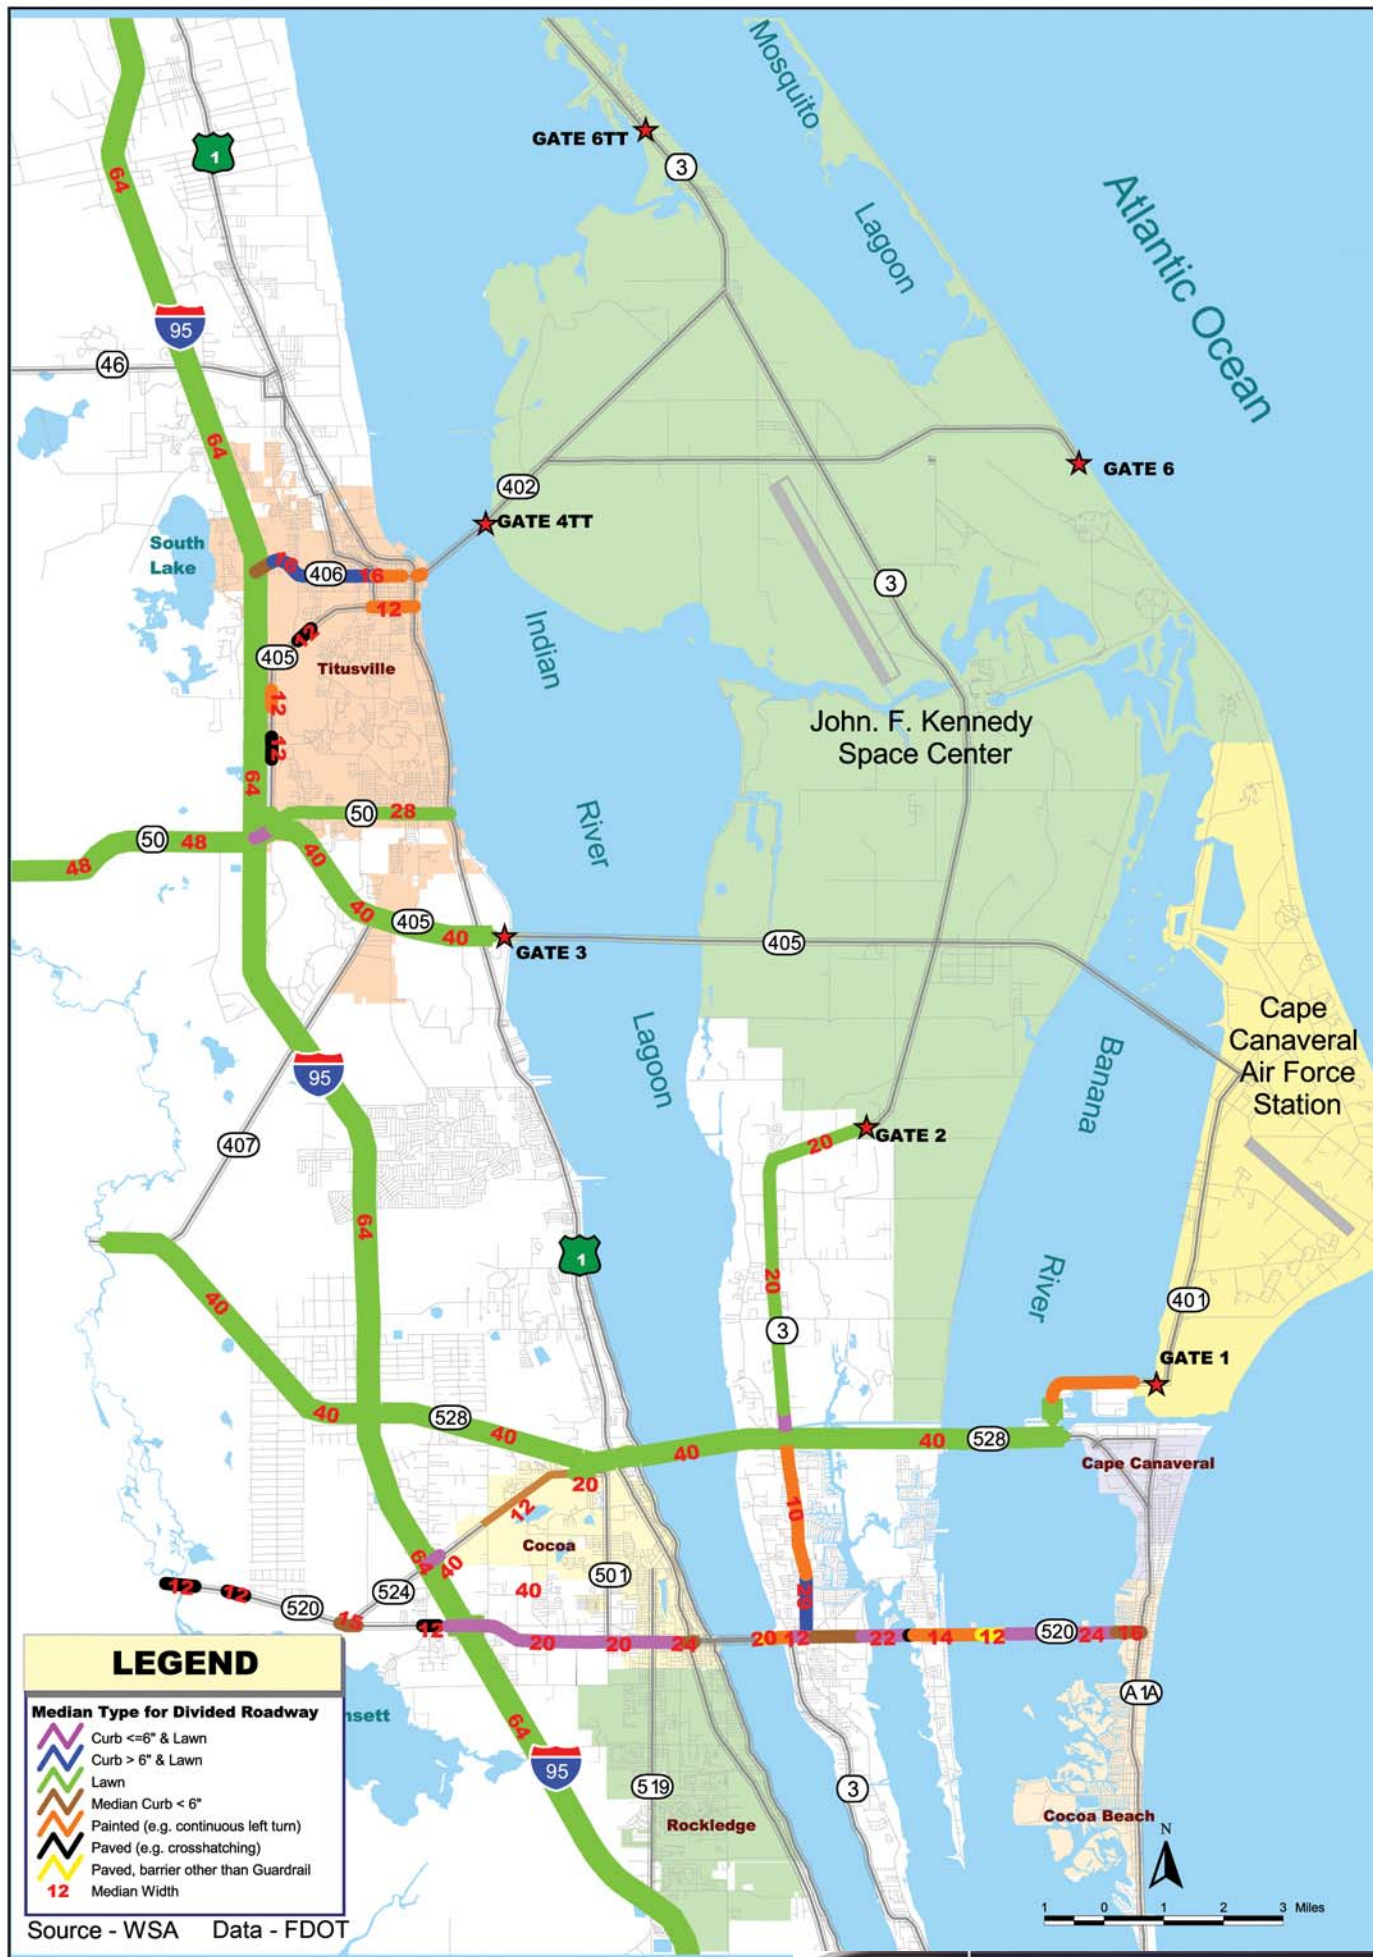 Mosquito
GATE 6TT
1
3
Atlantic Ocean
64
Lagoon
95
46
64
GATE 6
402
GATE 4TT
South
Lake
16
406
16
3
12
Indian
12
405
Titusville
12
John. F. Kennedy
Space Center
12
64
50
28
River
50
48
48
40
40
405
40
405
GATE 3
Cape
Canaveral
Air Force
Station
Lagoon
Banana
95
20
GATE 2
407
64
1
20
River
40
3
401
GATE 1
40
528
40
40
40
528
Cape Canaveral
20
12
10
Cocoa
64
40
501
40
12
12
520
524
15
12
20
20
24
20
12
22
14
12
520
24
LEGEND
Median Type for Divided Roadway
Curb <=6" & Lawn
Curb > 6" & Lawn
Lawn
Median Curb < 6"
Painted (e.g. continuous left turn)
Paved (e.g. crosshatching)
Paved, barrier other than Guardrail
12 Median Width
nsett
64
A1A
95
519
3
Rockledge
Cocoa Beach
N
1 0 1 2 3 Miles
Source - WSA Data - FDOT